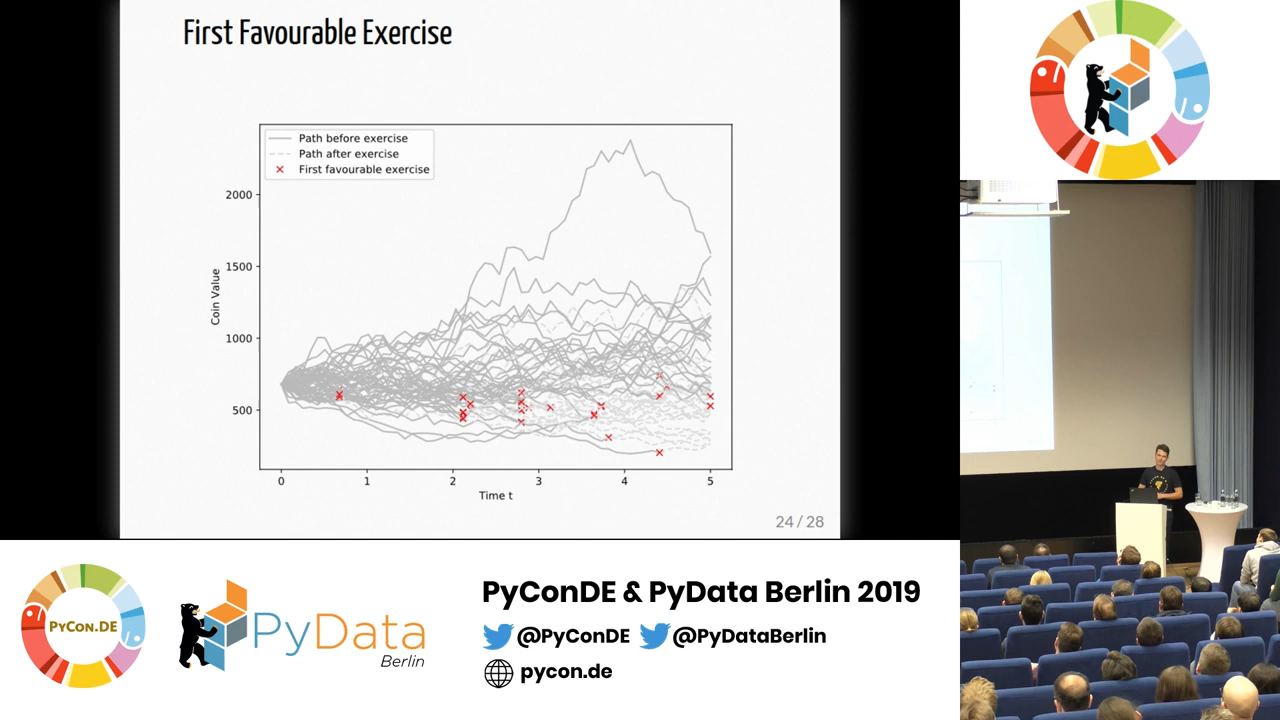 First Favourable Exercise
Path before exercise
Path after exercise
First favourable exercise
2000
1500
1000
500
Coin Value
0 1 2 3 4 5
Time t
24 / 28
PyCon.DE
PyData
Berlin
PyConDE & PyData Berlin 2019
@PyConDE @PyDataBerlin
pycon.de